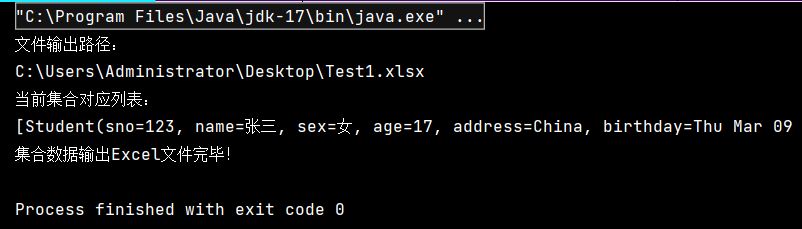 "C:\Program Files\Java\jdk-17\bin\java.exe" ...
文件输出路径：
C:\Users\Administrator\Desktop\Test1.xlsx
当前集合对应列表：
[Student(sno=123, name=张三, sex=女, age=17, address=China, birthday=Thu Mar 09
集合数据输出Excel文件完毕！
Process finished with exit code 0